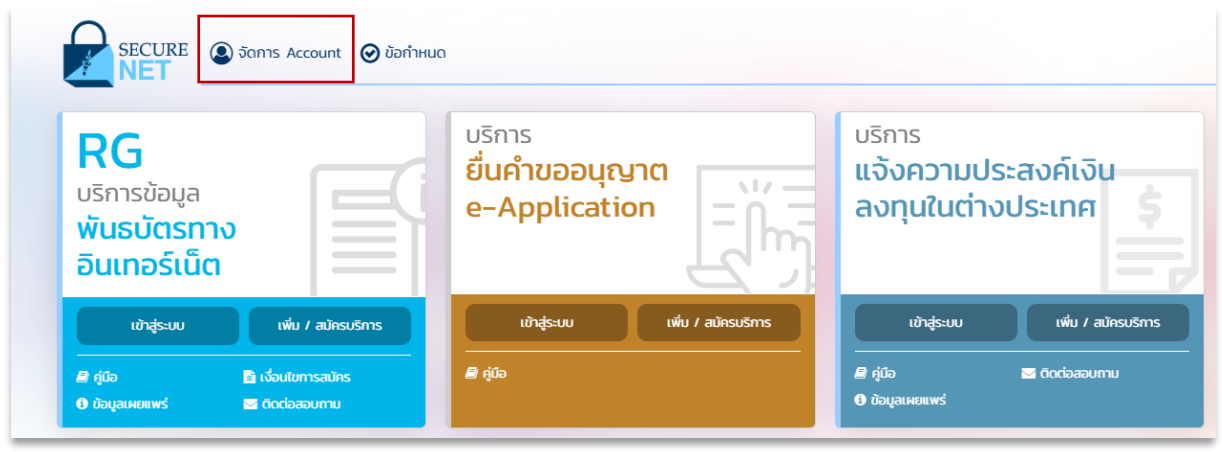 SECURE
NET
จัดการ Account
ข้อกำหนด
RG
บริการข้อมูล
พันธบัตรทาง
อินเทอร์เน็ต
เข้าสู่ระบบ
เพิ่ม / สมัครบริการ
คู่มือ
เงื่อนไขการสมัคร
ข้อมูลเผยแพร่
ติดต่อสอบถาม
บริการ
ยื่นคำขออนุญาต
e-Application
เข้าสู่ระบบ
เพิ่ม / สมัครบริการ
คู่มือ
บริการ
แจ้งความประสงค์เงิน
ลงทุนในต่างประเทศ
เข้าสู่ระบบ
เพิ่ม / สมัครบริการ
คู่มือ
ติดต่อสอบถาม
ข้อมูลเผยแพร่